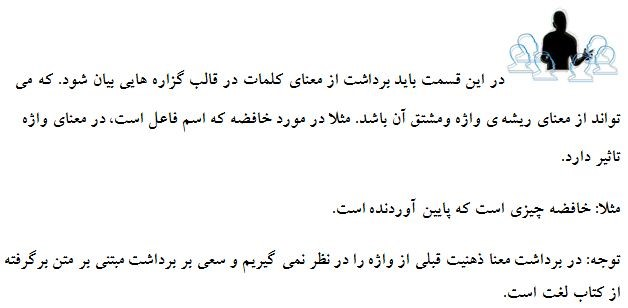 در این قسمت باید برداشت از معنای کلمات در قالب گزاره هایی بیان شود. که می
تواند از معنای ریشه ی واژه ومشتق آن باشد. مثلا در مورد خافضه که اسم فاعل است، در معنای واژه
تاثیر دارد.
مثلا: خافضه چیزی است که پایین آوردنده است.
توجه: در برداشت معنا ذهنیت قبلی از واژه را در نظر نمی گیریم و سعی بر برداشت مبتنی بر متن برگرفته
از کتاب لغت است.